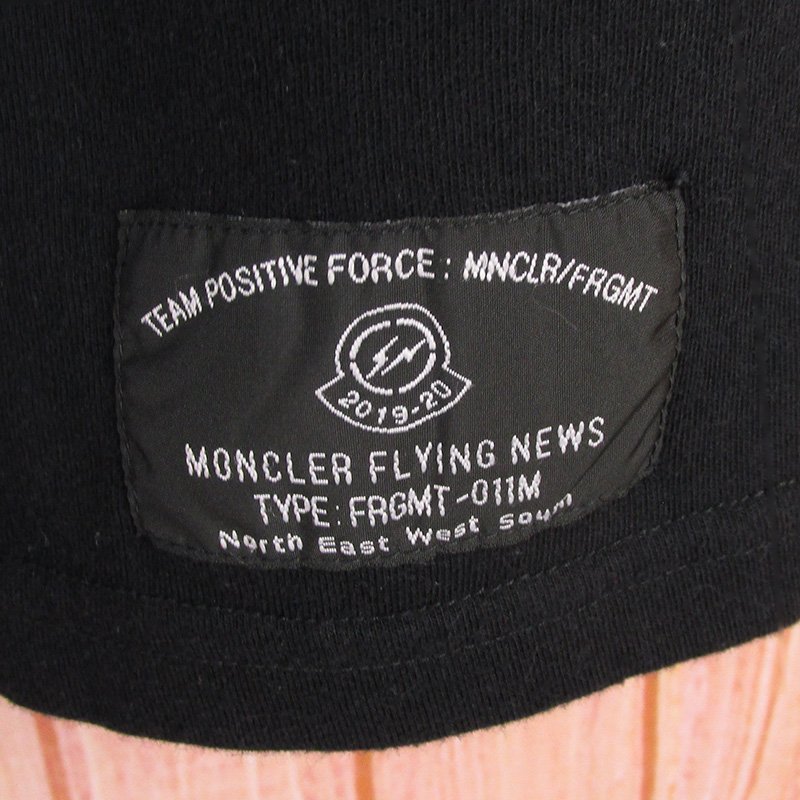 TEAM POSITIVE FORCE: MNCLR/FRGMT
2019-20
MONCLER FLYING NEWS
TYPE: FRGMT-011M
North East West South